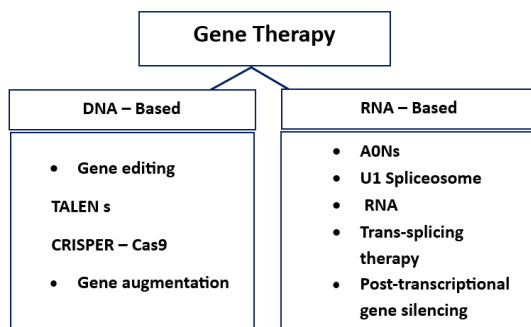 Gene Therapy
DNA – Based
• Gene editing
TALEN s
CRISPER – Cas9
• Gene augmentation
RNA – Based
• A0Ns
• U1 Spliceosome
• RNA
• Trans-splicing
therapy
• Post-transcriptional
gene silencing